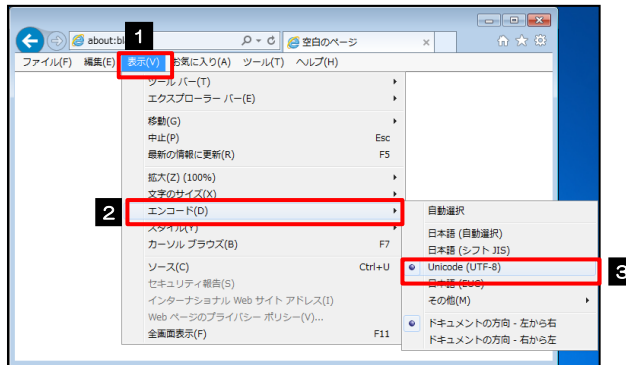 1
about:bl
空白のページ
ファイル(F) 編集(E) 表示(V) お気に入り(A) ツール(T) ヘルプ(H)
ツール バー(T)
エクスプローラー バー(E)
移動(G)
中止(P) Esc
最新の情報に更新(R) F5
拡大(Z) (100%)
文字のサイズ(X)
2
エンコード(D)
スタイル(Y)
カーソル ブラウズ(B) F7
ソース(C) Ctrl+U
セキュリティ報告(S)
インターナショナル Web サイト アドレス(I)
Web ページのプライバシー ポリシー(V)...
全画面表示(F) F11
自動選択
日本語 (自動選択)
日本語 (シフト JIS)
Unicode (UTF-8)
3
日本語 (EUC)
その他(M)
ドキュメントの方向 - 左から右
ドキュメントの方向 - 右から左